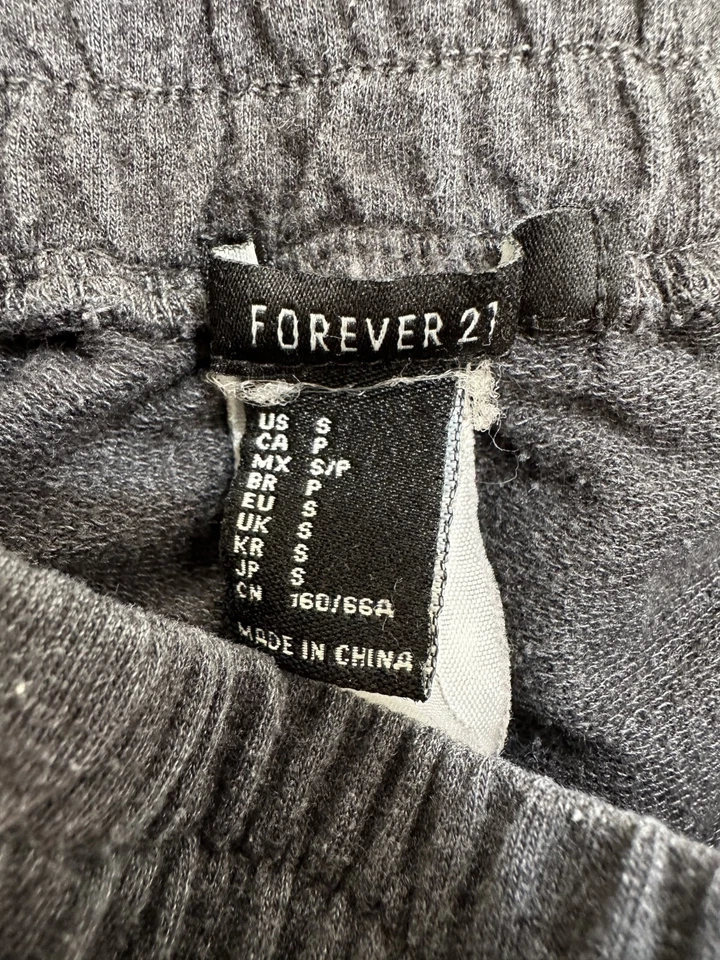 FOREVER 21
US S
CA P
MX S/P
BR P
EU S
UK S
KR S
JP S
CN 160/66A
MADE IN CHINA